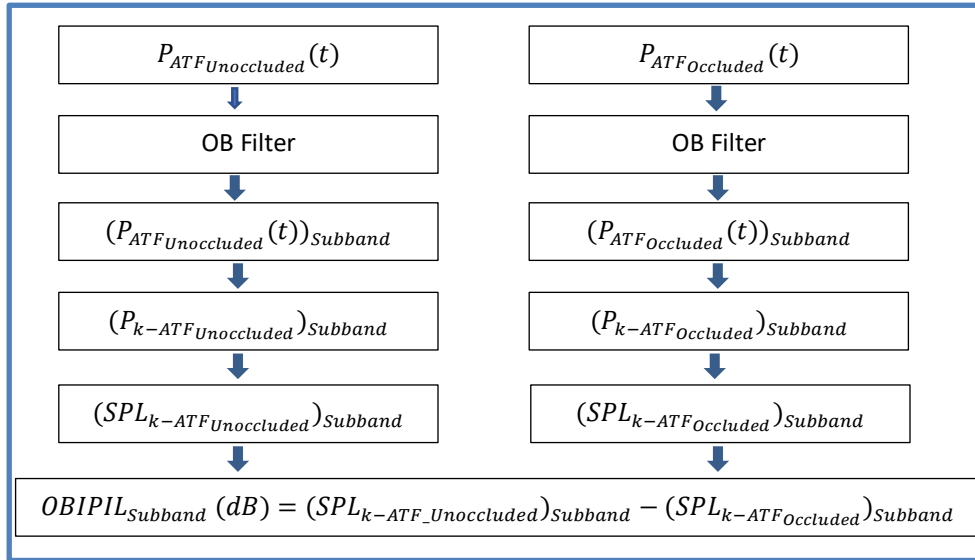 P_{ATF_{Unoccluded}}(t)
P_{ATF_{Occluded}}(t)
OB Filter
OB Filter
(P_{ATF_{Unoccluded}}(t))_{Subband}
(P_{ATF_{Occluded}}(t))_{Subband}
(P_{k-ATF_{Unoccluded}})_{Subband}
(P_{k-ATF_{Occluded}})_{Subband}
(SPL_{k-ATF_{Unoccluded}})_{Subband}
(SPL_{k-ATF_{Occluded}})_{Subband}
OBIPIL_{Subband} (dB) = (SPL_{k-ATF\_Unoccluded})_{Subband} − (SPL_{k-ATF_{Occluded}})_{Subband}